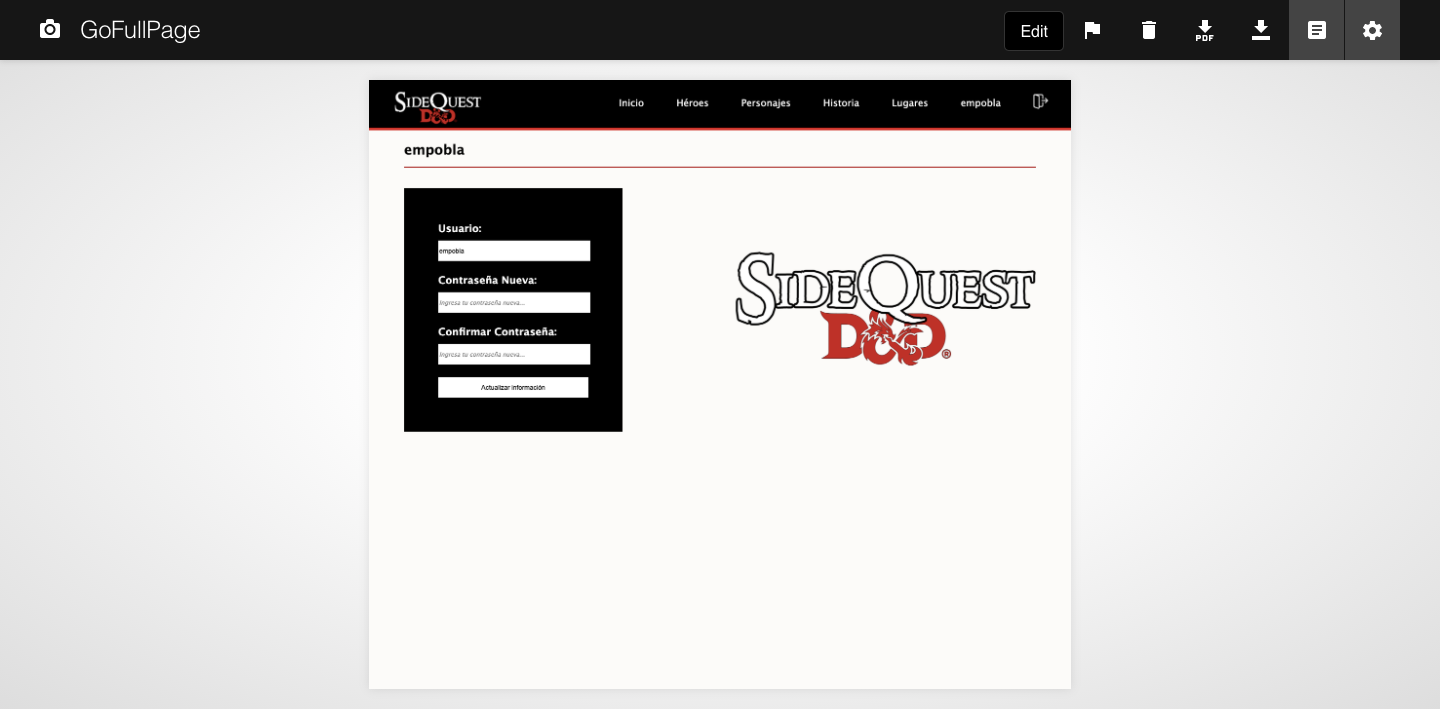 GoFullPage
Edit
PDF
SIDEQUEST
D&D
Inicio Héroes Personajes Historia Lugares empobla
empobla
Usuario:
empobla
Contraseña Nueva:
Ingresa tu contraseña nueva...
Confirmar Contraseña:
Ingresa tu contraseña nueva...
Actualizar información
SIDEQUEST
D&D®